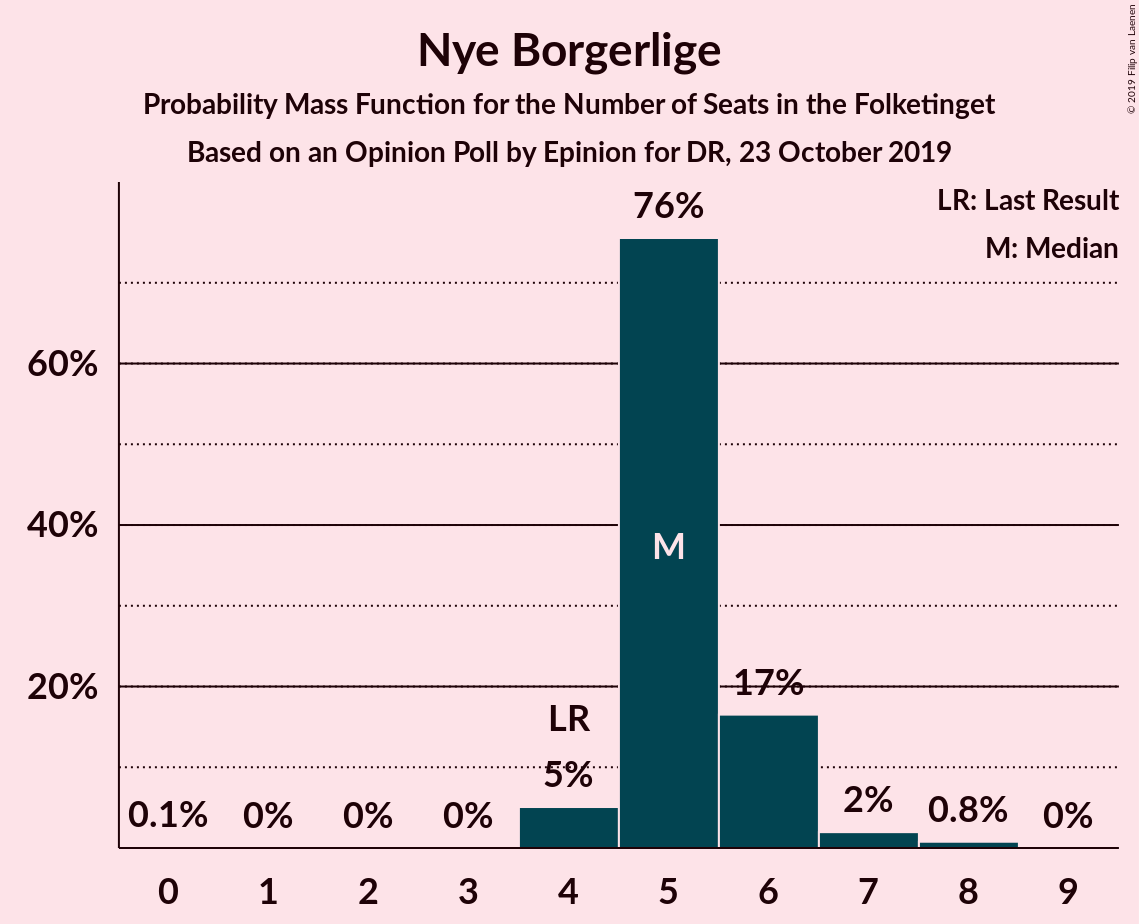 Nye Borgerlige
Probability Mass Function for the Number of Seats in the Folketinget
Based on an Opinion Poll by Epinion for DR, 23 October 2019
© 2019 Filip van Laenen
LR: Last Result
M: Median
76%
60%
40%
M
20%
17%
LR
5%
0.1% 0% 0% 0% 2% 0.8% 0%
0 1 2 3 4 5 6 7 8 9